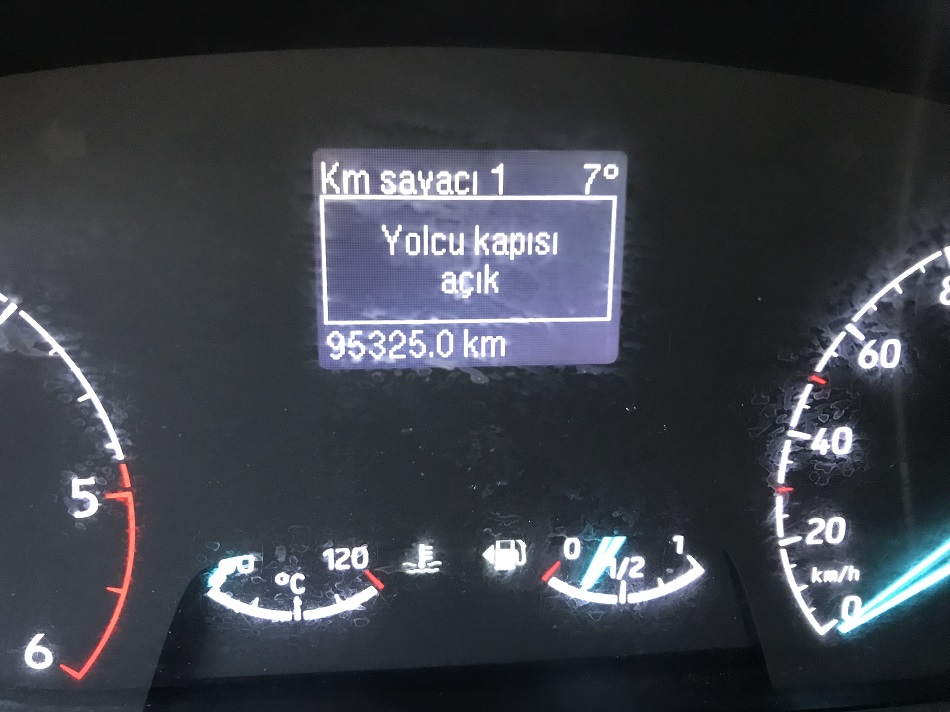 Km sayacı 1 7°
Yolcu kapısı
açık
95325.0 km
8
60
40
20
km/h
0
5
6
120
°C
0
1/2
1